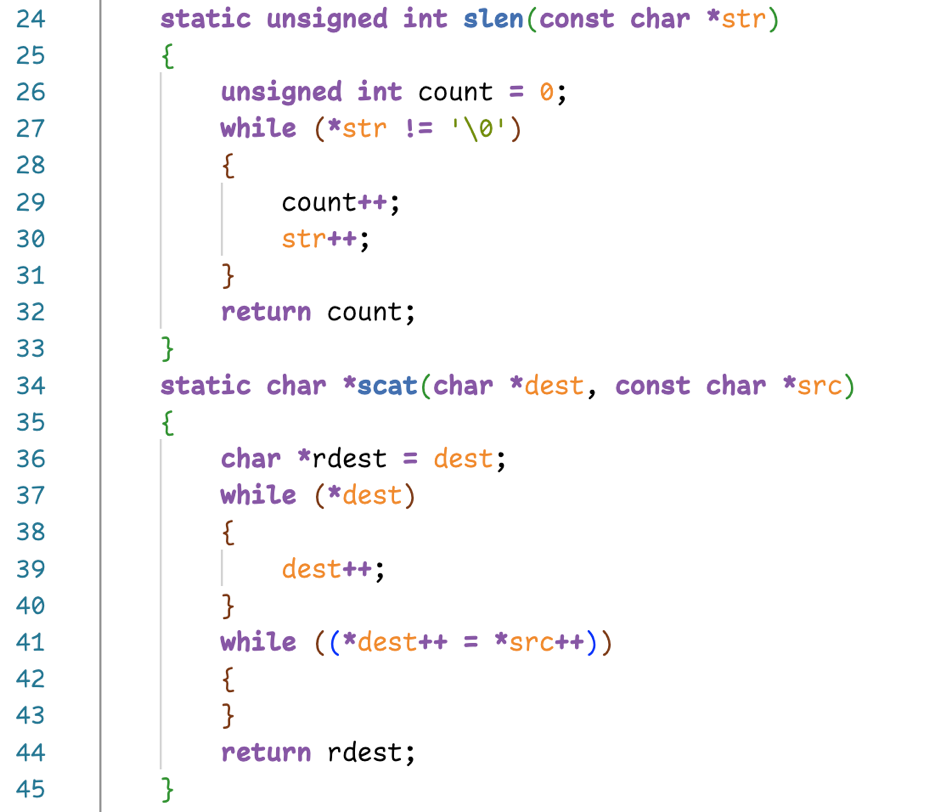 24 static unsigned int slen(const char *str)
25 {
26 unsigned int count = 0;
27 while (*str != '\0')
28 {
29 count++;
30 str++;
31 }
32 return count;
33 }
34 static char *scat(char *dest, const char *src)
35 {
36 char *rdest = dest;
37 while (*dest)
38 {
39 dest++;
40 }
41 while ((*dest++ = *src++))
42 {
43 }
44 return rdest;
45 }